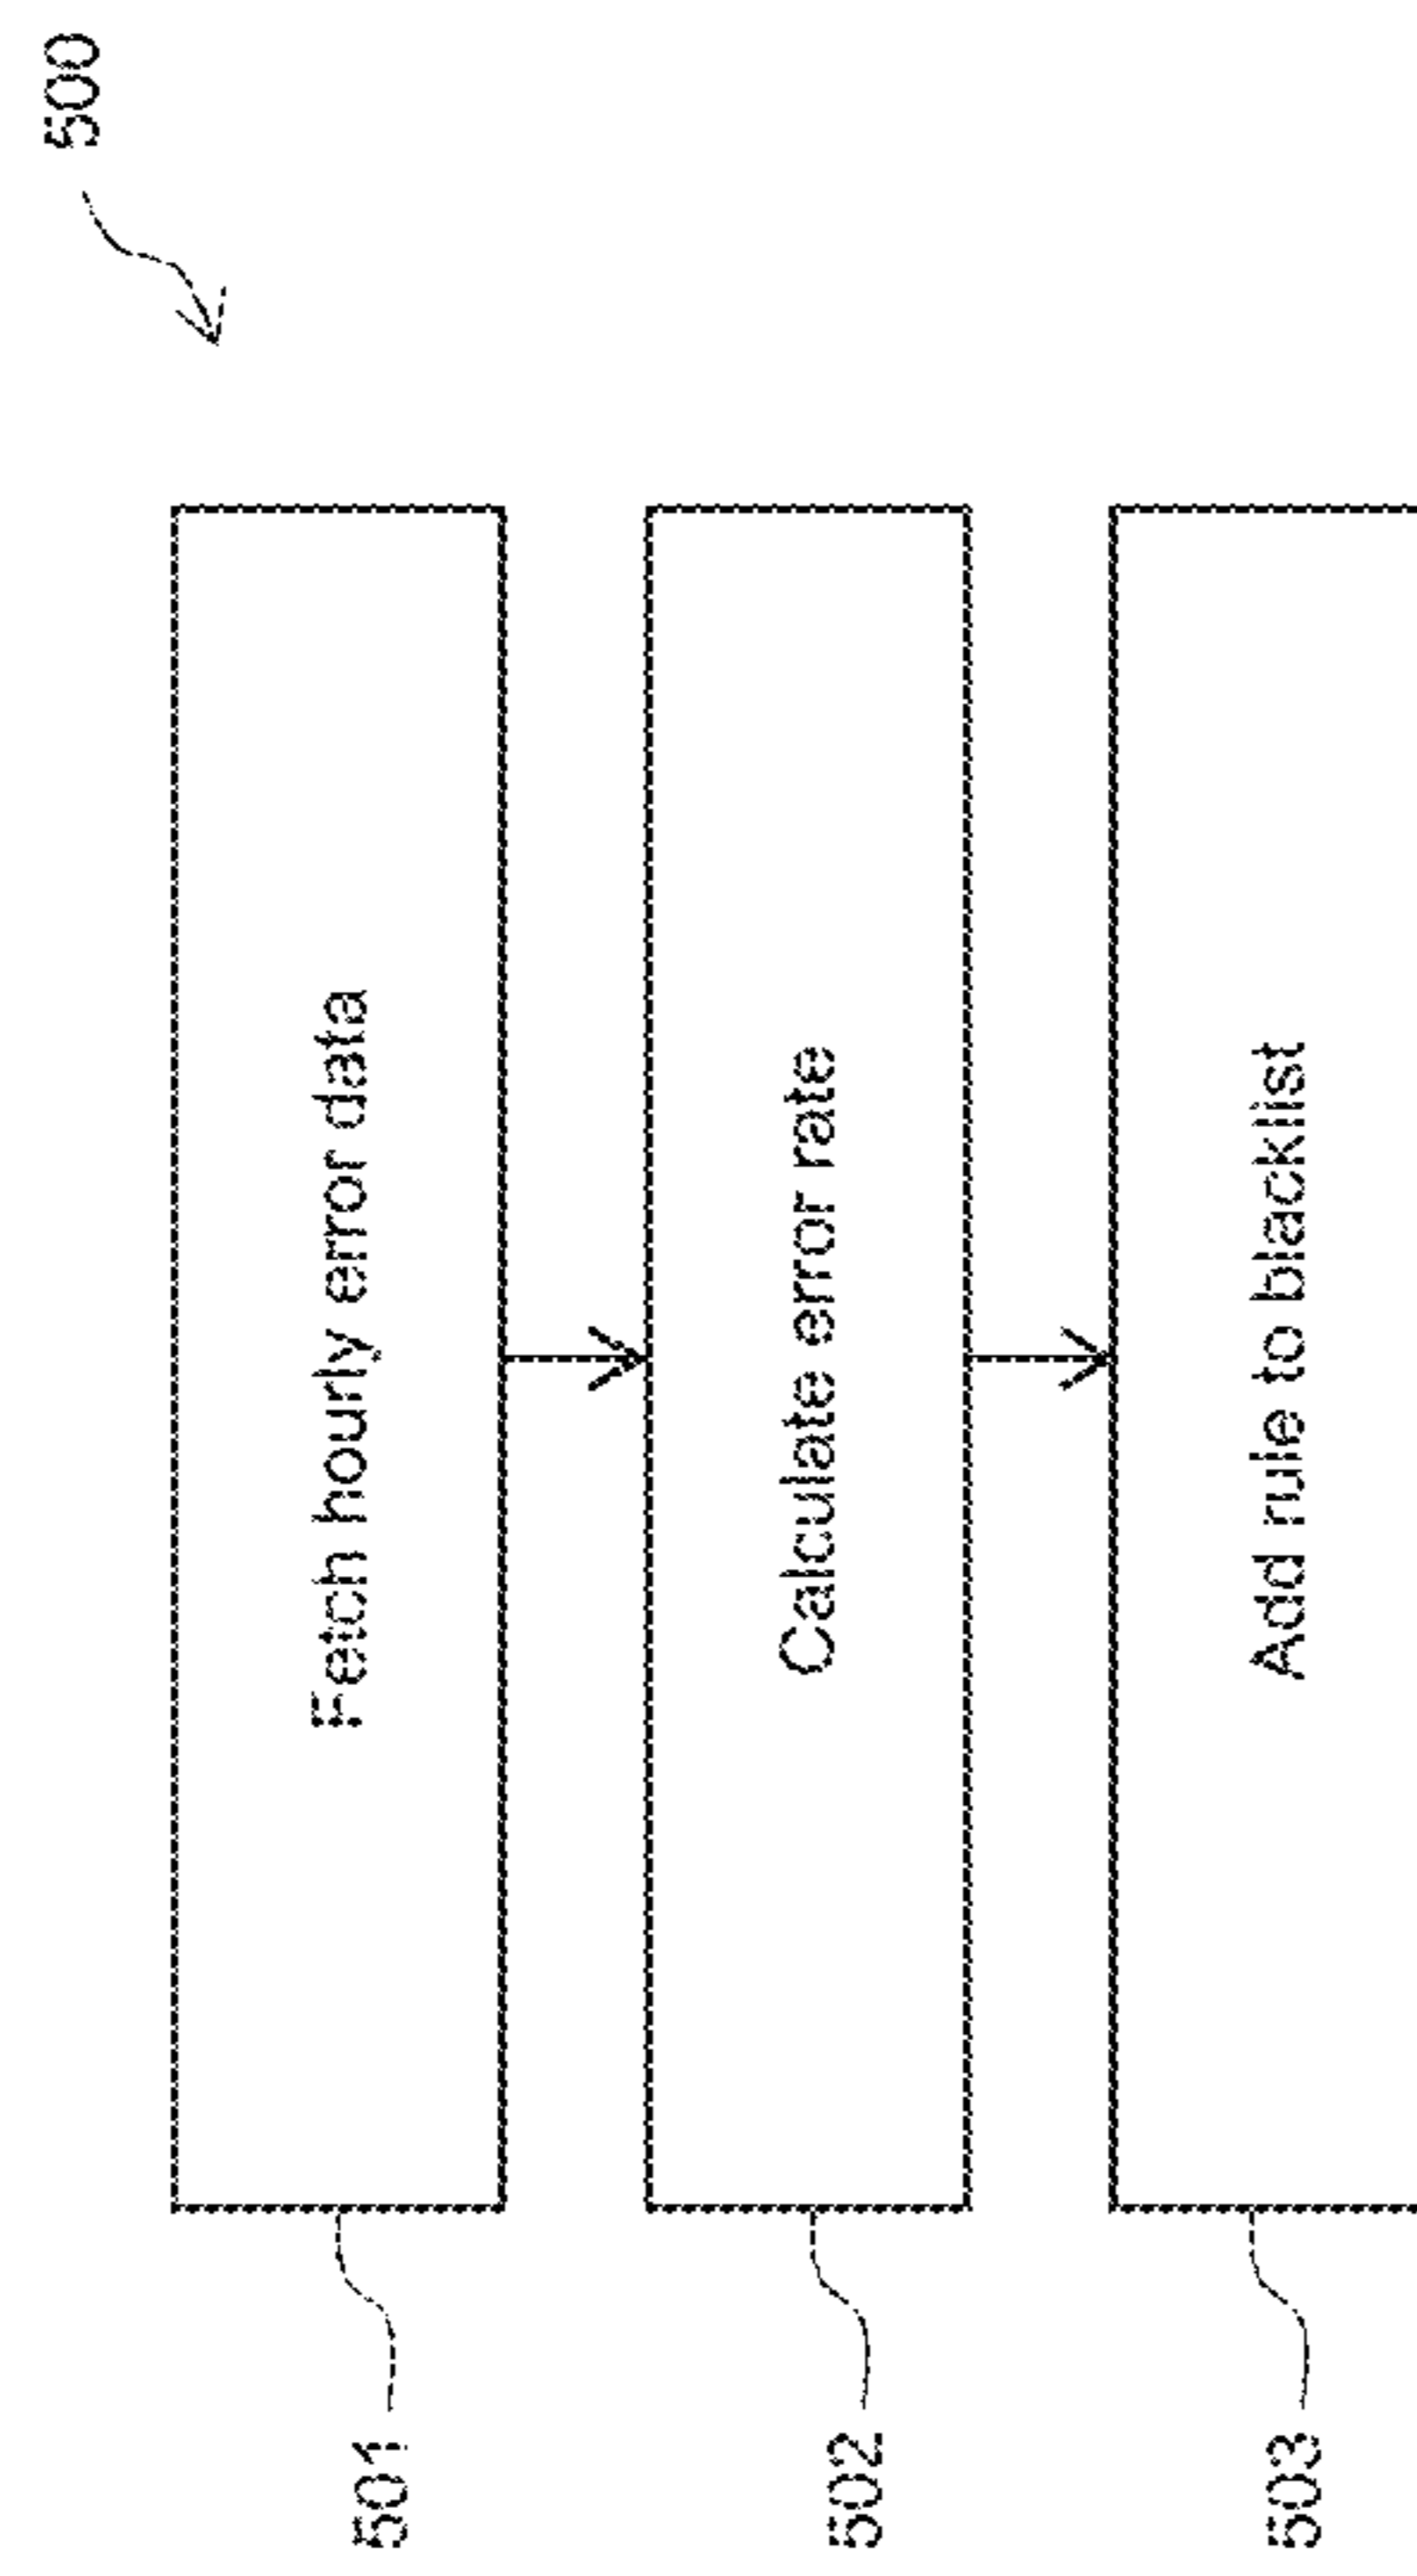 500
501
Fetch hourly error data
502
Calculate error rate
503
Add rule to blacklist